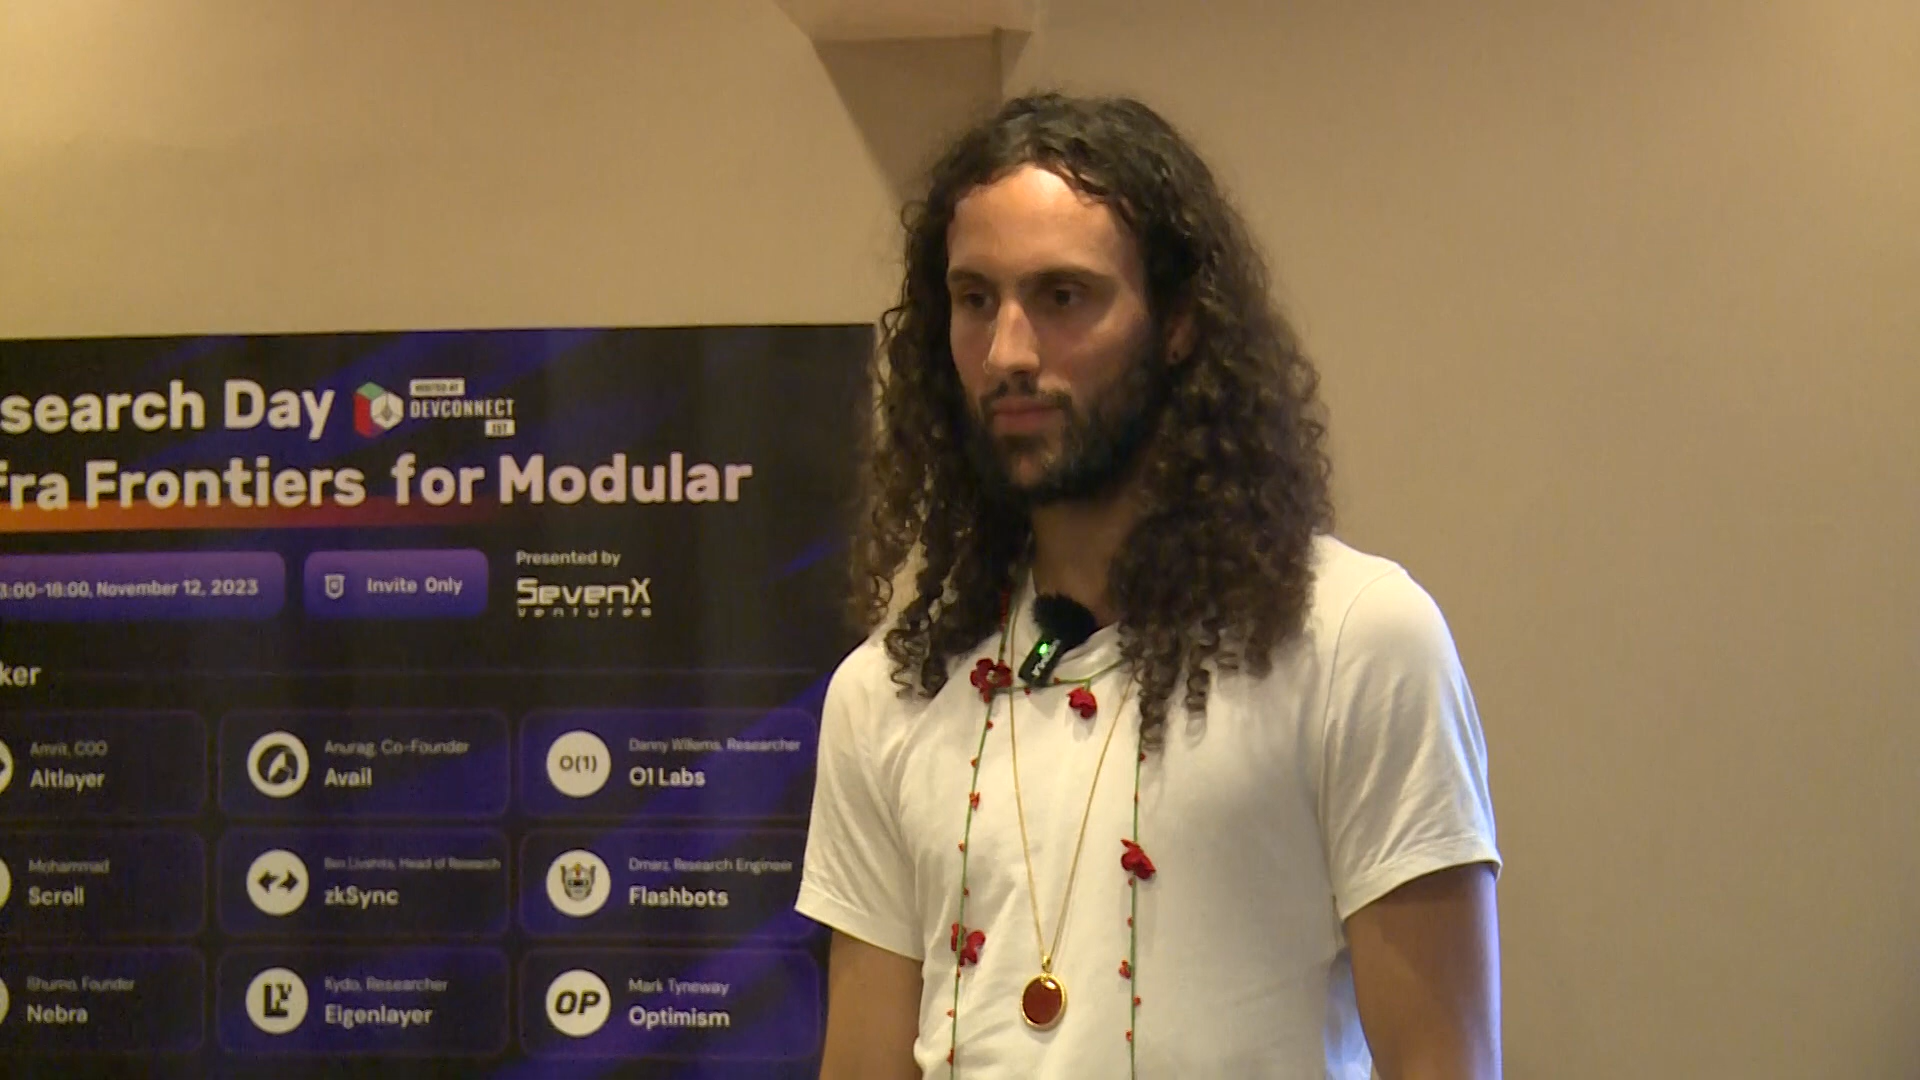 search Day
HOSTED AT
DEVCONNECT
IST
fra Frontiers for Modular
3:00-18:00, November 12, 2023
Invite Only
Presented by
SevenX
Ventures
ker
Amrit, COO
Altlayer
Anurag, Co-Founder
Avail
O(1)
Danny Willems, Researcher
O1 Labs
Mohammad
Scroll
Ben Livshits, Head of Research
zkSync
Dmarz, Research Engineer
Flashbots
Shumo, Founder
Nebra
Kydo, Researcher
Eigenlayer
OP
Mark Tyneway
Optimism